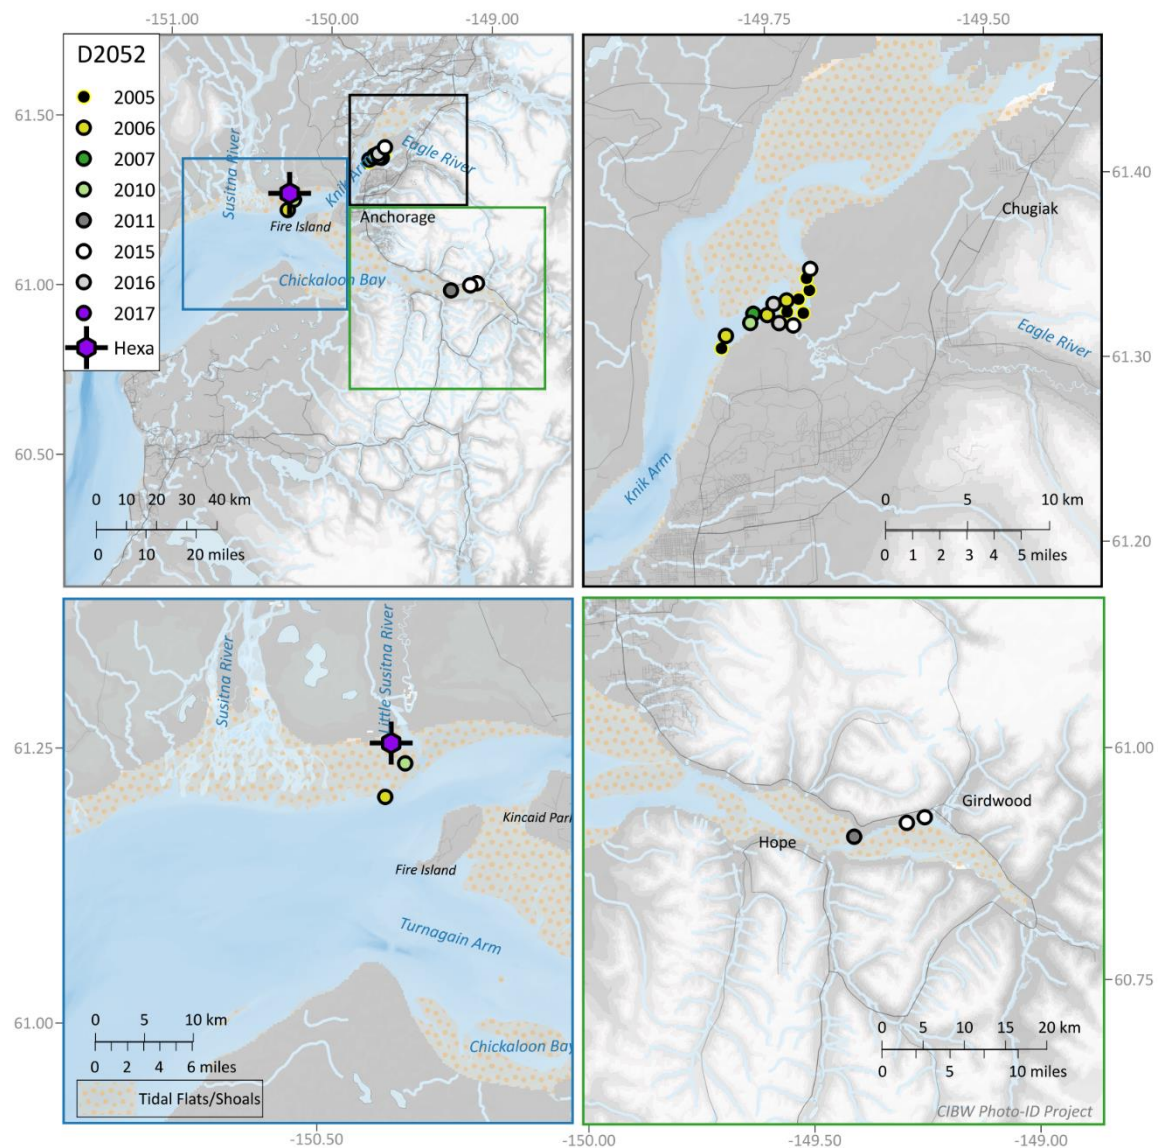 -151.00 -150.00 -149.00 -149.75 -149.50
D2052
2005
2006
2007
2010
2011
2015
2016
2017
Hexa
61.50
61.00
60.50
Susitna River
Knik Arm
Eagle River
Anchorage
Fire Island
Chickaloon Bay
0 10 20 30 40 km
0 10 20 miles
61.40
61.30
61.20
Chugiak
Eagle River
Knik Arm
0 5 10 km
0 1 2 3 4 5 miles
Susitna River
Little Susitna River
61.25
61.00
Kincaid Park
Fire Island
Turnagain Arm
Chickaloon Bay
0 5 10 km
0 2 4 6 miles
Tidal Flats/Shoals
61.00
60.75
Girdwood
Hope
0 5 10 15 20 km
0 5 10 miles
CIBW Photo-ID Project
-150.50 -150.00 -149.50 -149.00